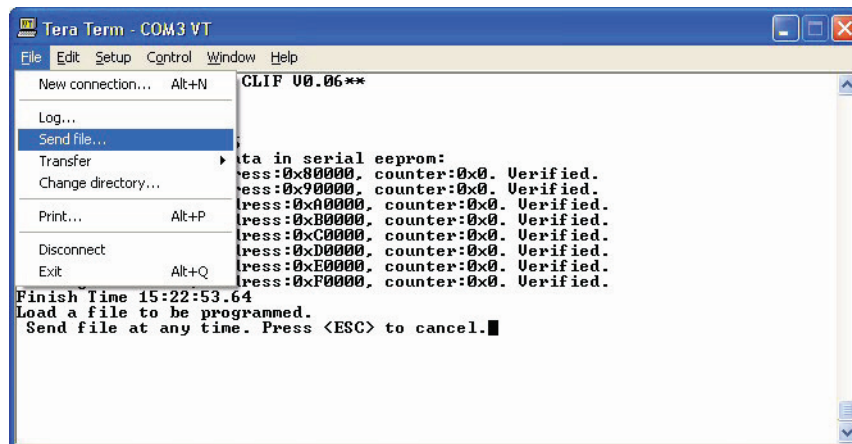 Tera Term - COM3 VT
File Edit Setup Control Window Help
New connection... Alt+N
Log...
Send file...
Transfer
Change directory...
Print... Alt+P
Disconnect
Exit Alt+Q
CLIF V0.06**
ta in serial eeprom:
ess:0x80000, counter:0x0. Verified.
ess:0x90000, counter:0x0. Verified.
ress:0xA0000, counter:0x0. Verified.
ress:0xB0000, counter:0x0. Verified.
ress:0xC0000, counter:0x0. Verified.
ress:0xD0000, counter:0x0. Verified.
ress:0xE0000, counter:0x0. Verified.
ress:0xF0000, counter:0x0. Verified.
Finish Time 15:22:53.64
Load a file to be programmed.
Send file at any time. Press <ESC> to cancel.